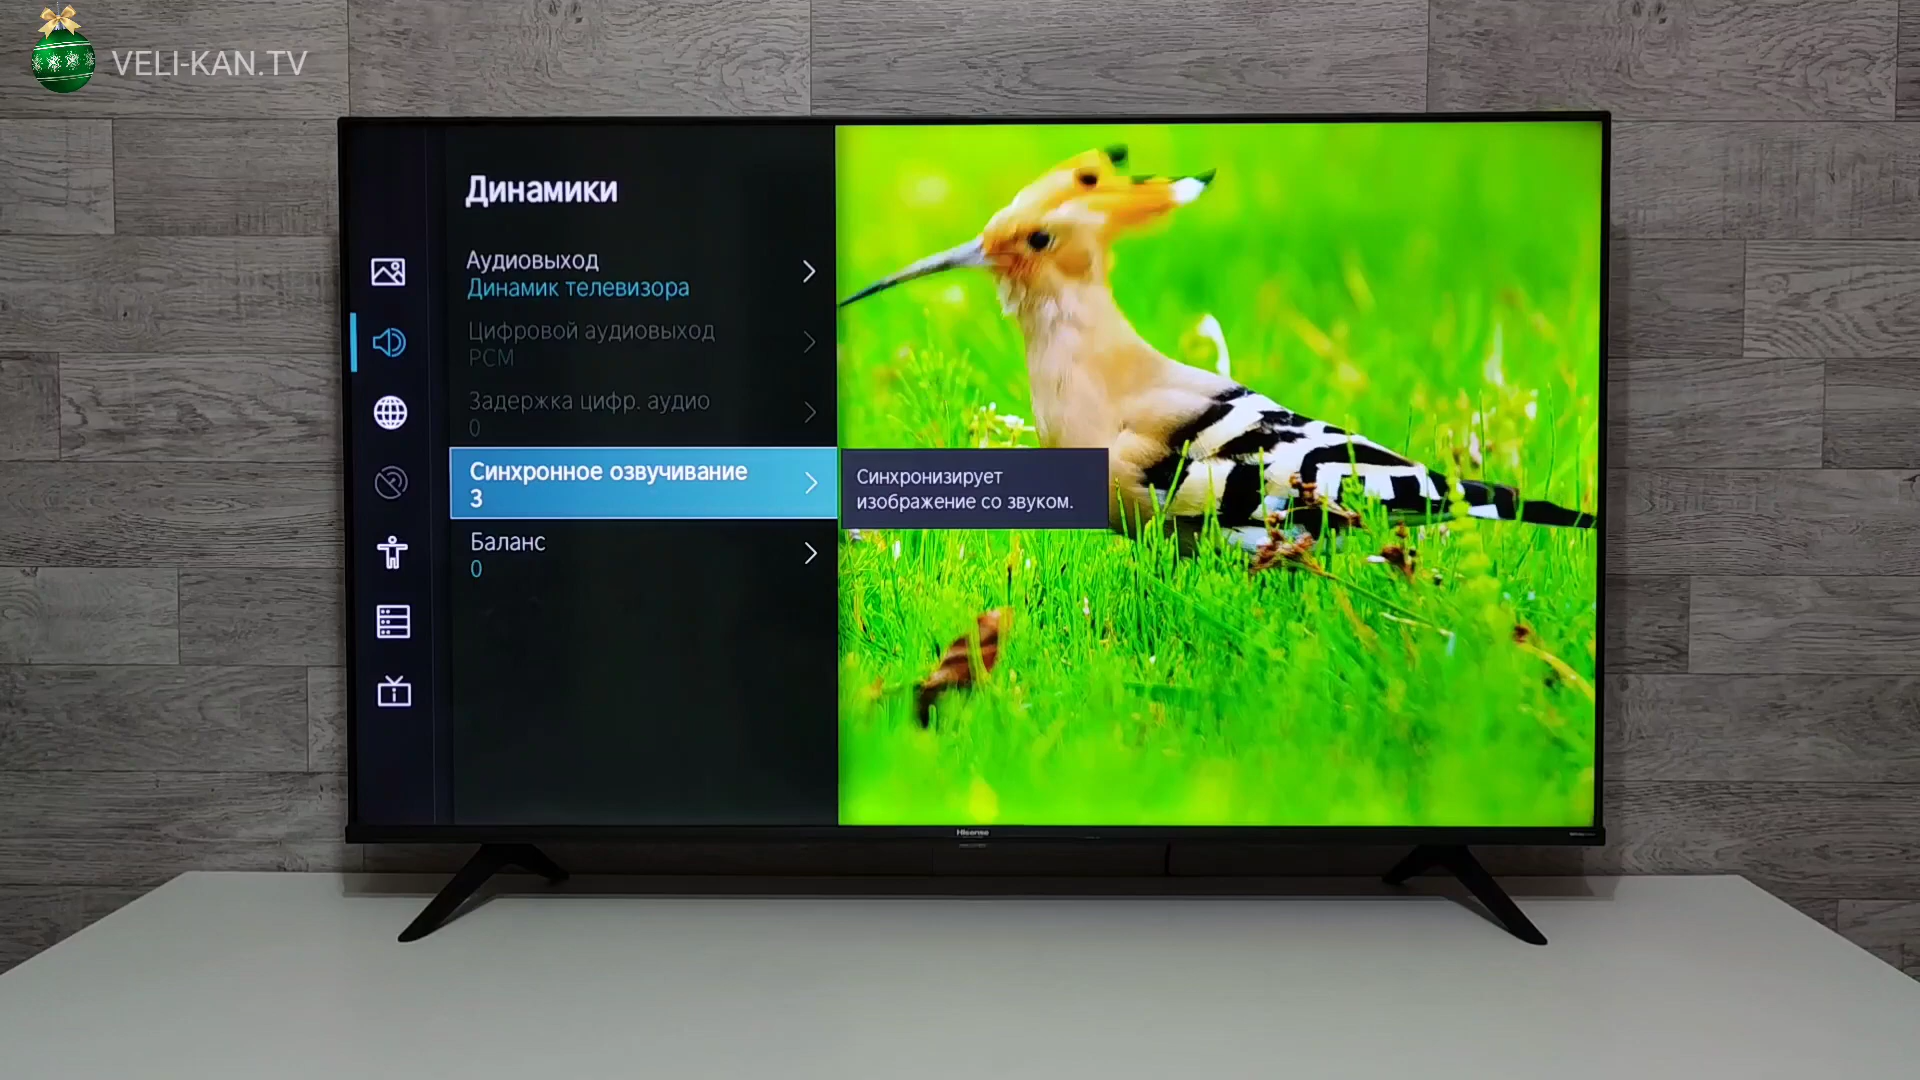 VELI-KAN.TV
Динамики
Аудиовыход
Динамик телевизора
Цифровой аудиовыход
PCM
Задержка цифр. аудио
0
Синхронное озвучивание
3
Синхронизирует
изображение со звуком.
Баланс
0
Hisense